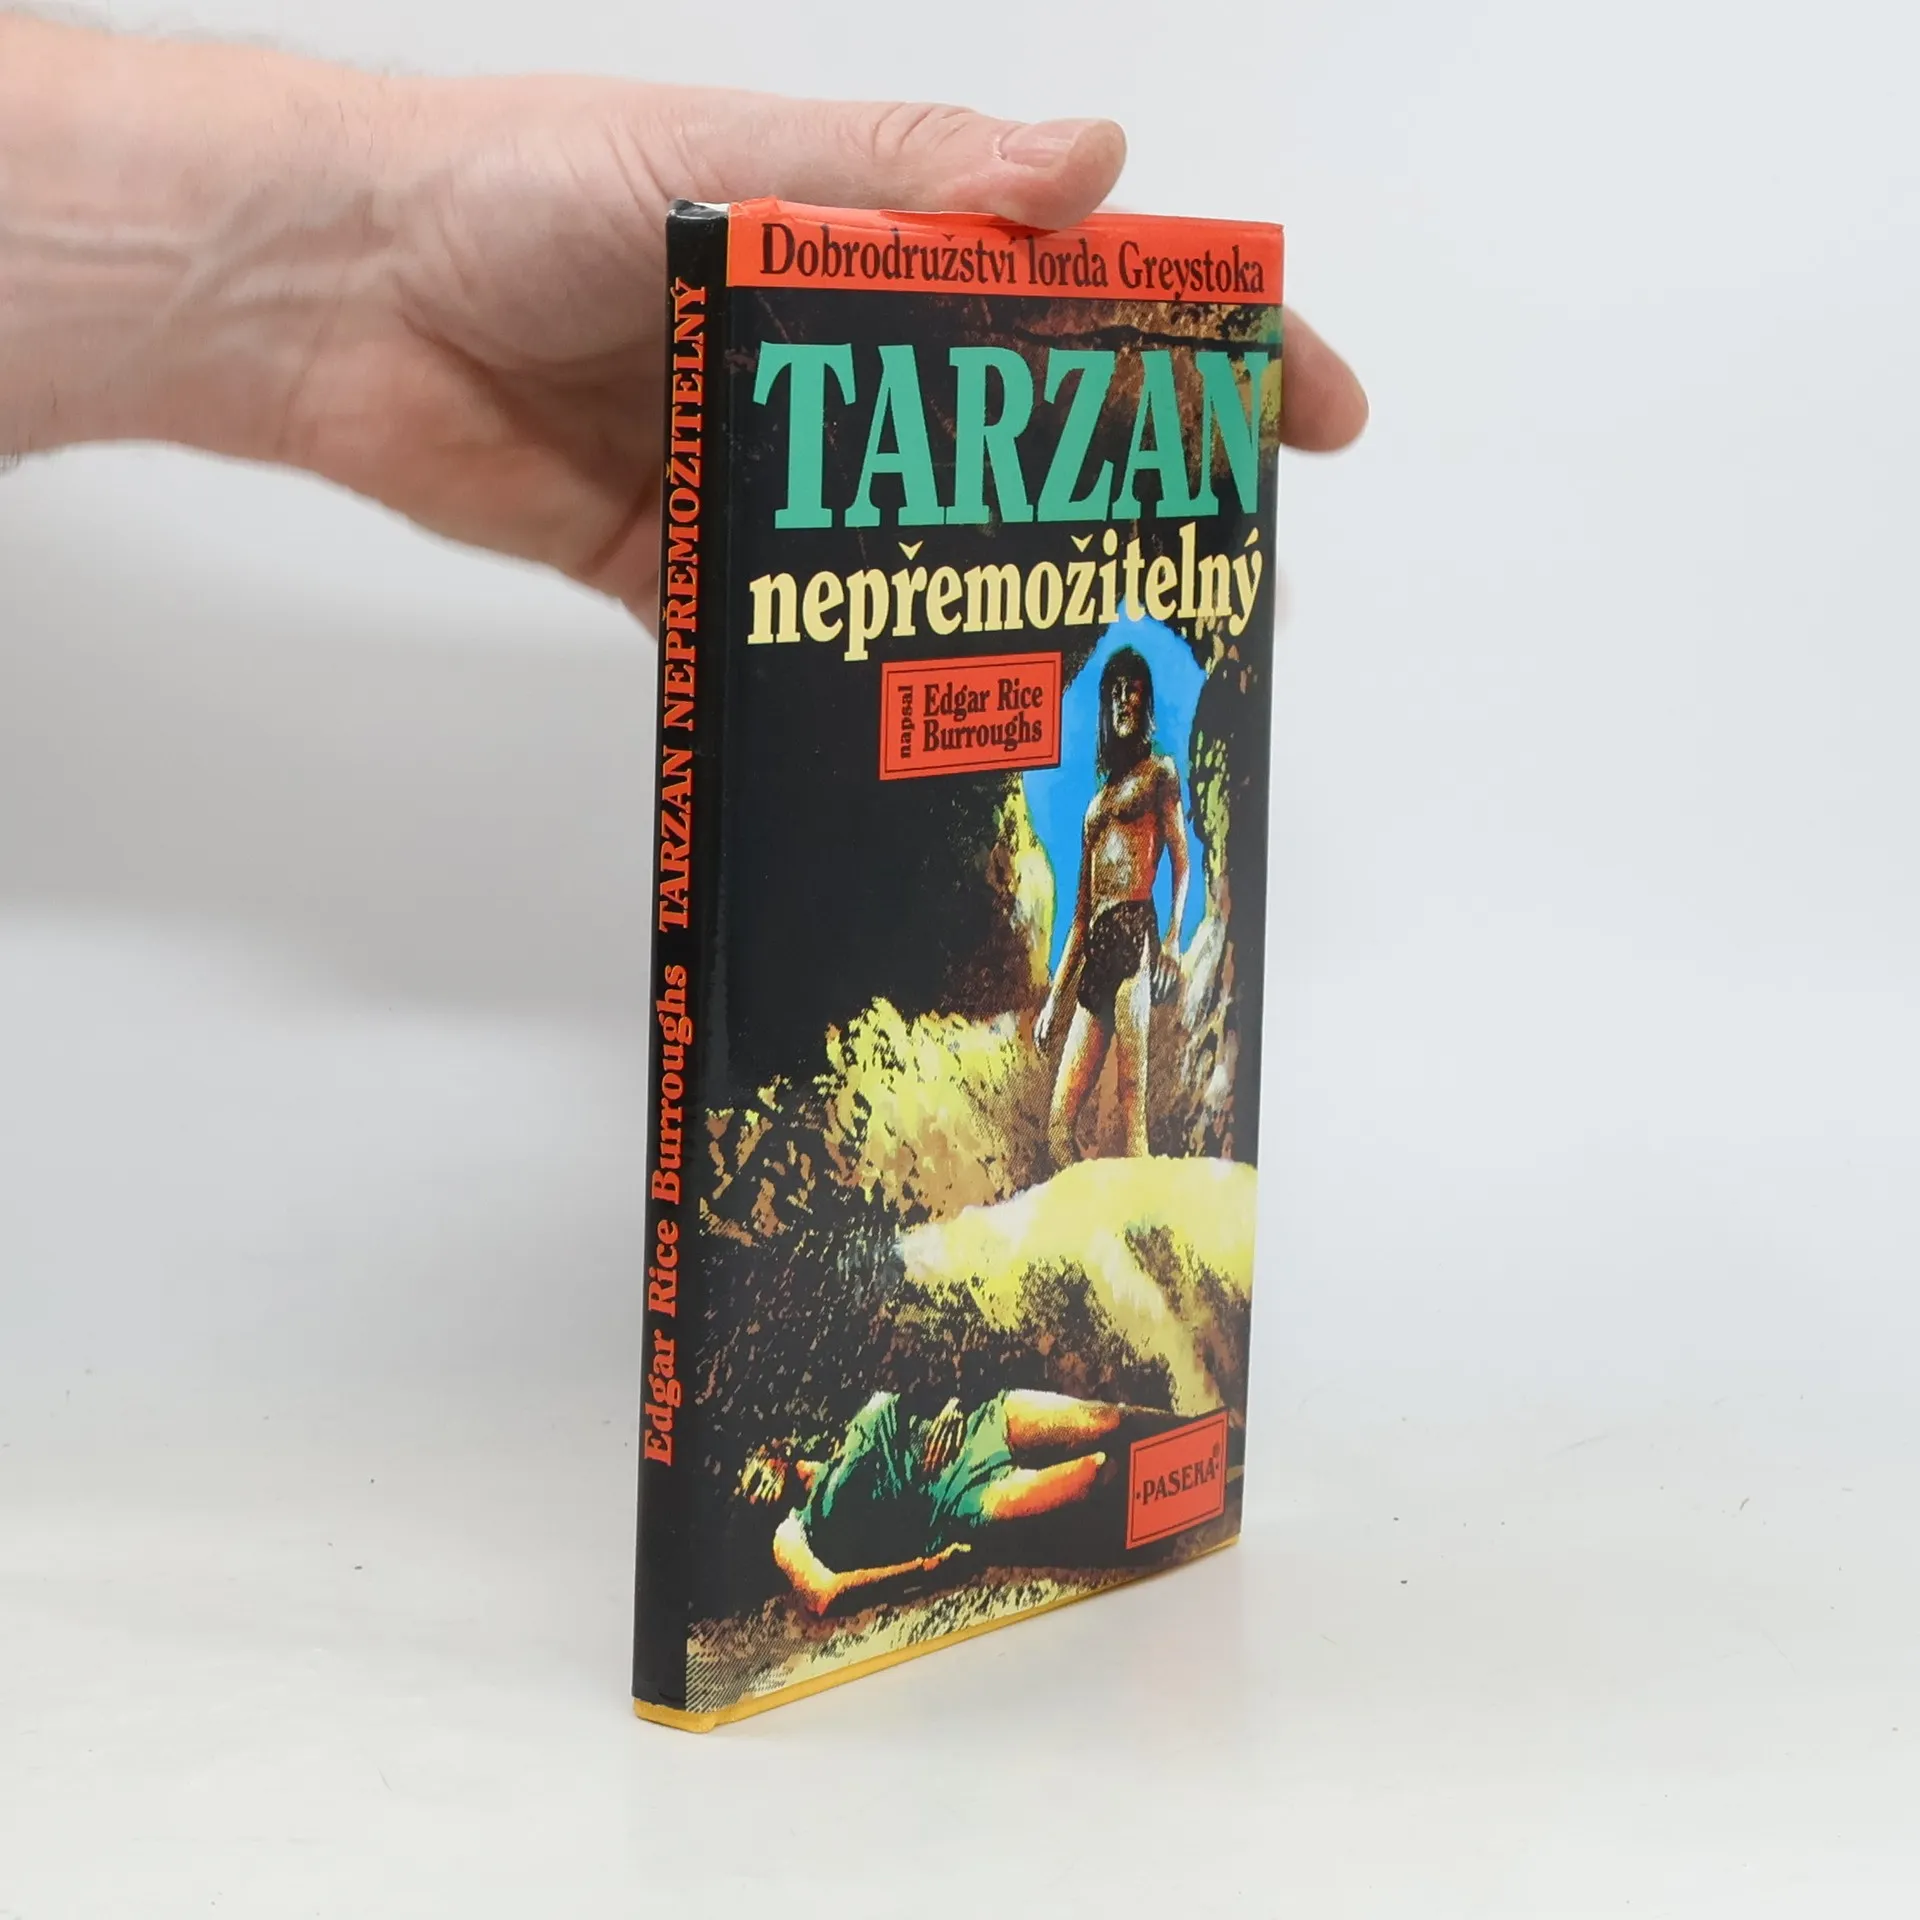 Dobrodružství lorda Greystoka
TARZAN
nepřemožitelný
napsal
Edgar Rice
Burroughs
PASEKA
Edgar Rice Burroughs TARZAN NEPŘEMOŽITELNÝ